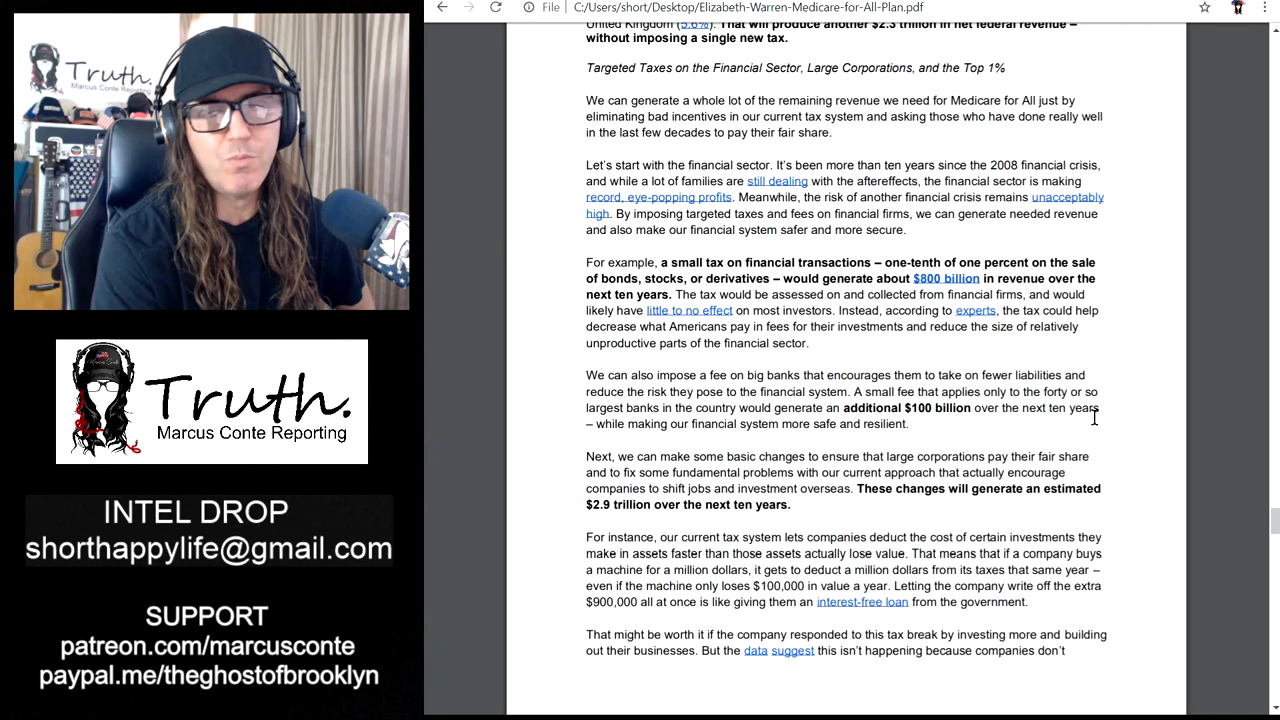 Truth.
Marcus Conte Reporting
Truth.
Marcus Conte Reporting
INTEL DROP
shorthappylife@gmail.com
SUPPORT
patreon.com/marcusconte
paypal.me/theghostofbrooklyn
File
C:/Users/short/Desktop/Elizabeth-Warren-Medicare-for-All-Plan.pdf
United Kingdom (5.6%). That will produce another $2.3 trillion in net federal revenue –
without imposing a single new tax.
Targeted Taxes on the Financial Sector, Large Corporations, and the Top 1%
We can generate a whole lot of the remaining revenue we need for Medicare for All just by
eliminating bad incentives in our current tax system and asking those who have done really well
in the last few decades to pay their fair share.
Let's start with the financial sector. It's been more than ten years since the 2008 financial crisis,
and while a lot of families are still dealing with the aftereffects, the financial sector is making
record, eye-popping profits. Meanwhile, the risk of another financial crisis remains unacceptably
high. By imposing targeted taxes and fees on financial firms, we can generate needed revenue
and also make our financial system safer and more secure.
For example, a small tax on financial transactions – one-tenth of one percent on the sale
of bonds, stocks, or derivatives – would generate about $800 billion in revenue over the
next ten years. The tax would be assessed on and collected from financial firms, and would
likely have little to no effect on most investors. Instead, according to experts, the tax could help
decrease what Americans pay in fees for their investments and reduce the size of relatively
unproductive parts of the financial sector.
We can also impose a fee on big banks that encourages them to take on fewer liabilities and
reduce the risk they pose to the financial system. A small fee that applies only to the forty or so
largest banks in the country would generate an additional $100 billion over the next ten years
– while making our financial system more safe and resilient.
Next, we can make some basic changes to ensure that large corporations pay their fair share
and to fix some fundamental problems with our current approach that actually encourage
companies to shift jobs and investment overseas. These changes will generate an estimated
$2.9 trillion over the next ten years.
For instance, our current tax system lets companies deduct the cost of certain investments they
make in assets faster than those assets actually lose value. That means that if a company buys
a machine for a million dollars, it gets to deduct a million dollars from its taxes that same year –
even if the machine only loses $100,000 in value a year. Letting the company write off the extra
$900,000 all at once is like giving them an interest-free loan from the government.
That might be worth it if the company responded to this tax break by investing more and building
out their businesses. But the data suggest this isn't happening because companies don't